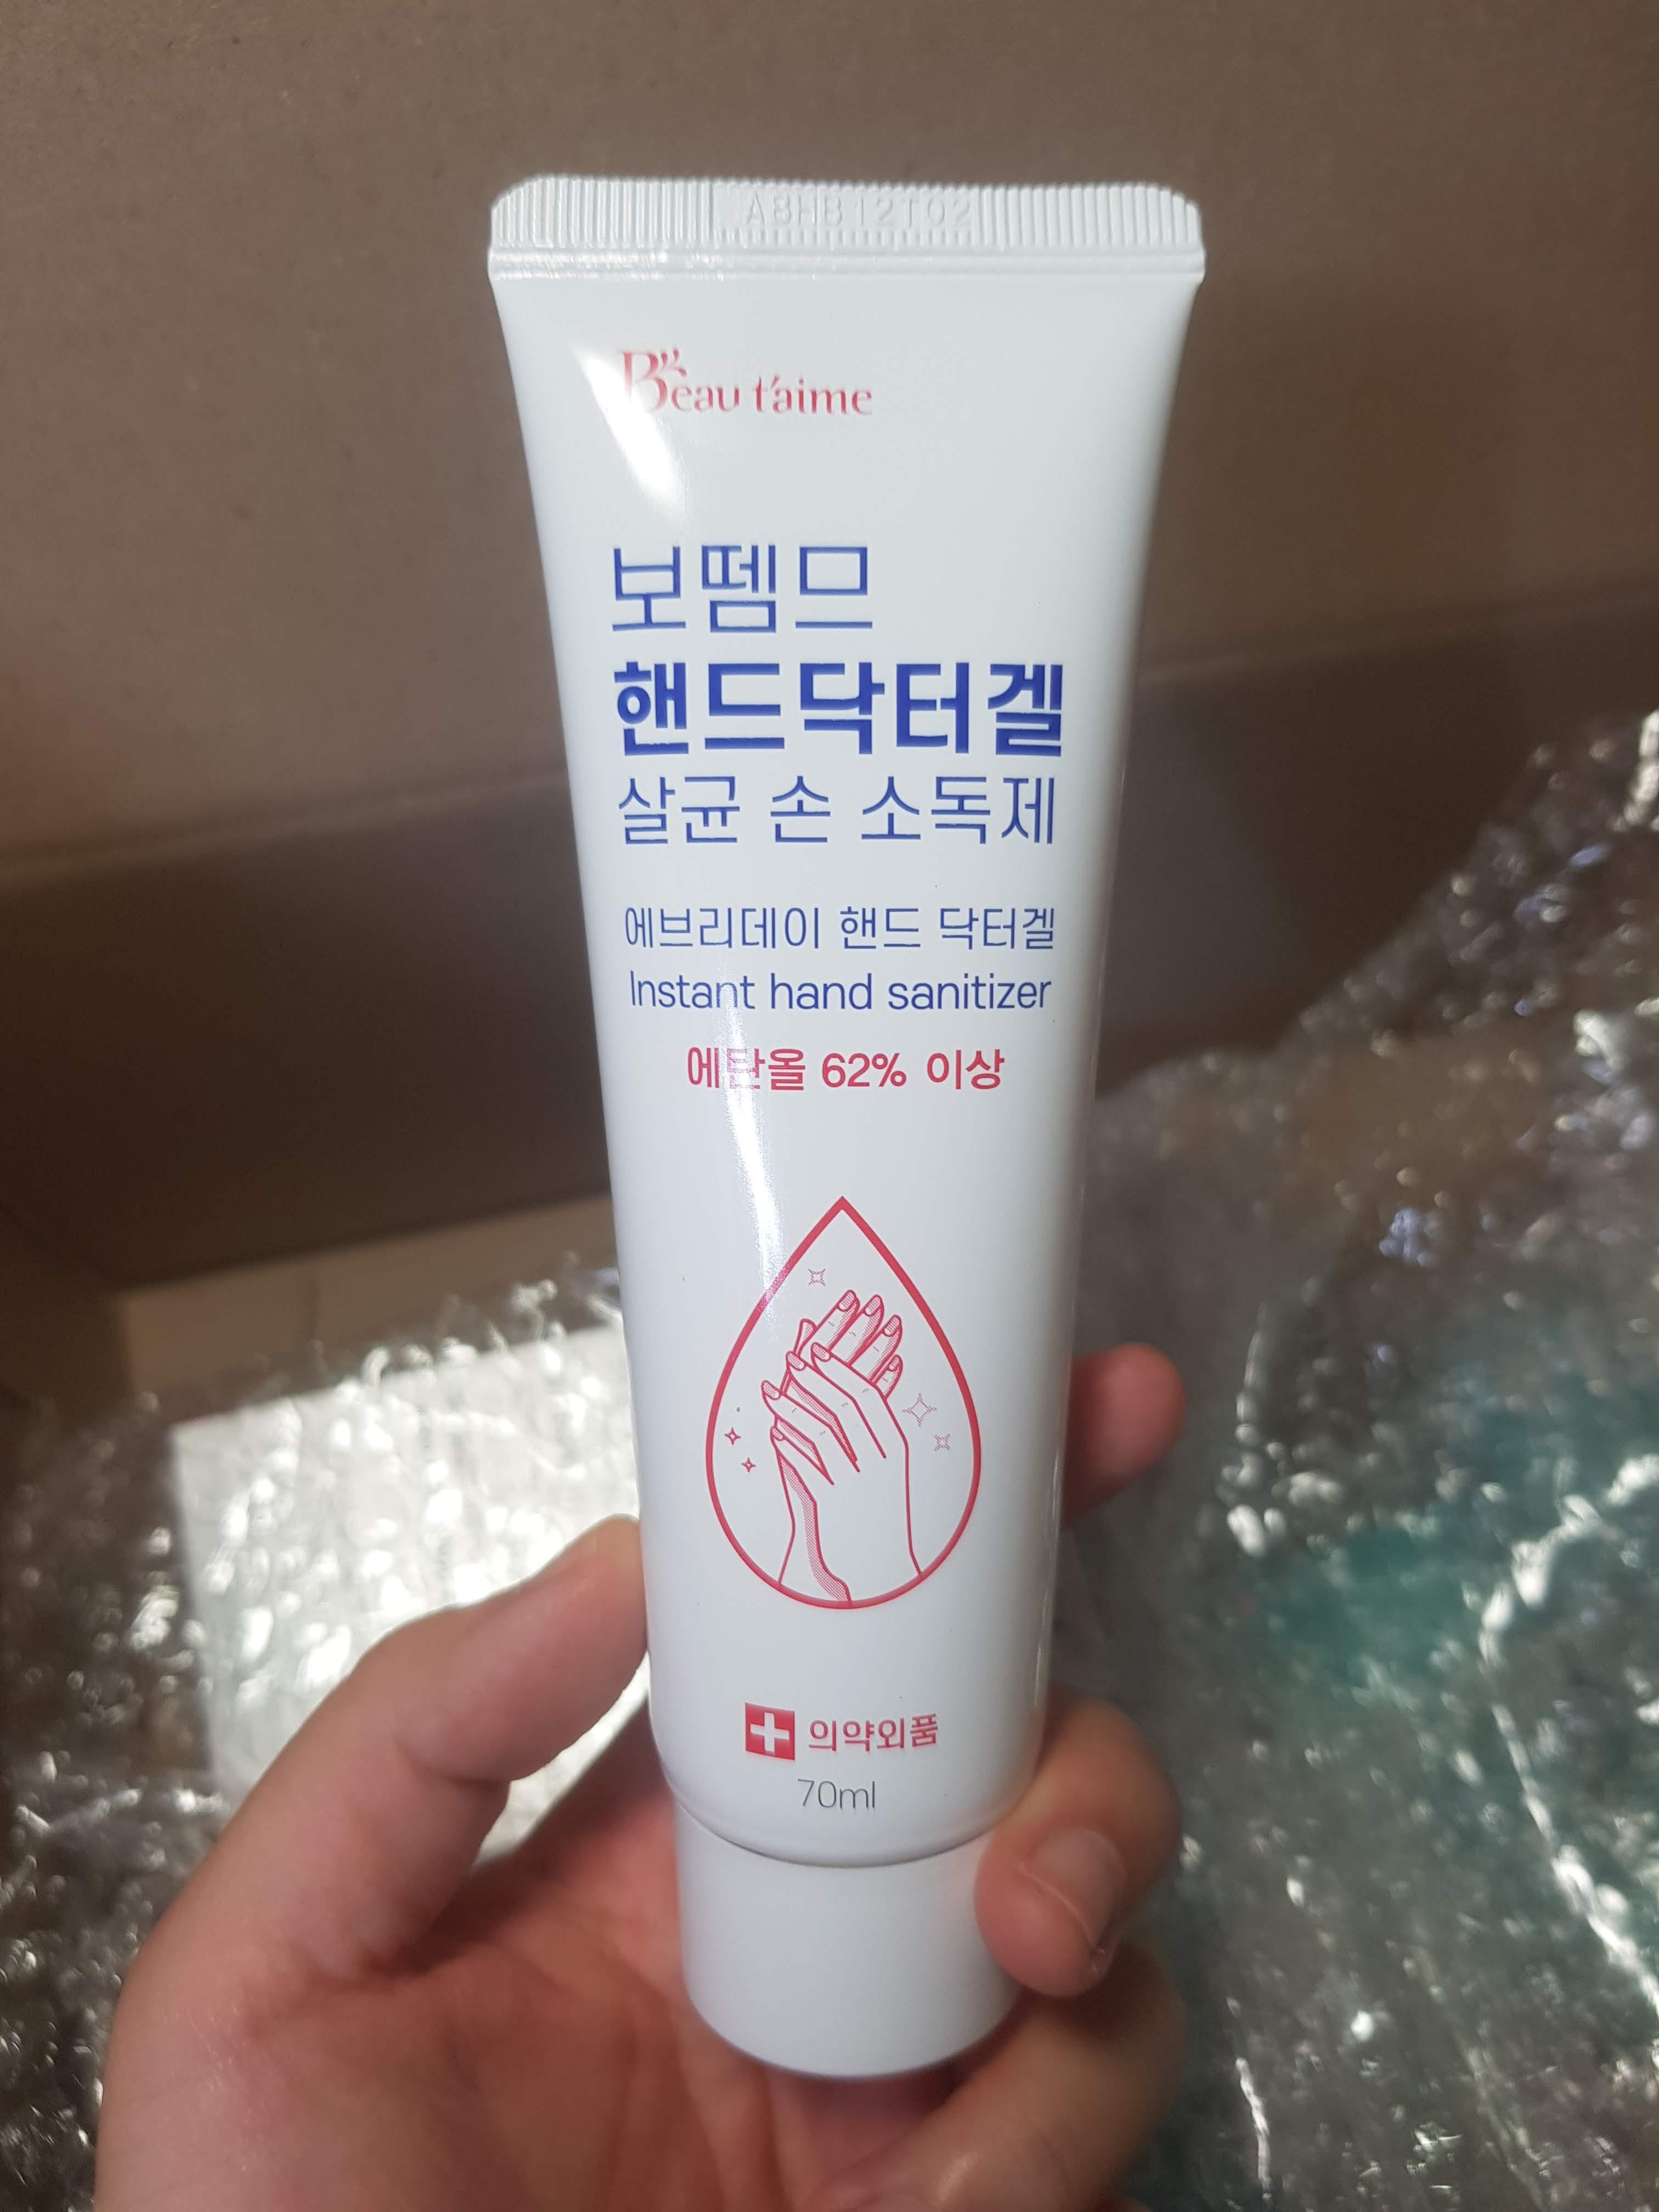 A8HB12T02
Beau t'aime
보뗌므
핸드닥터겔
살균 손 소독제
에브리데이 핸드 닥터겔
Instant hand sanitizer
에탄올 62% 이상
의약외품
70ml